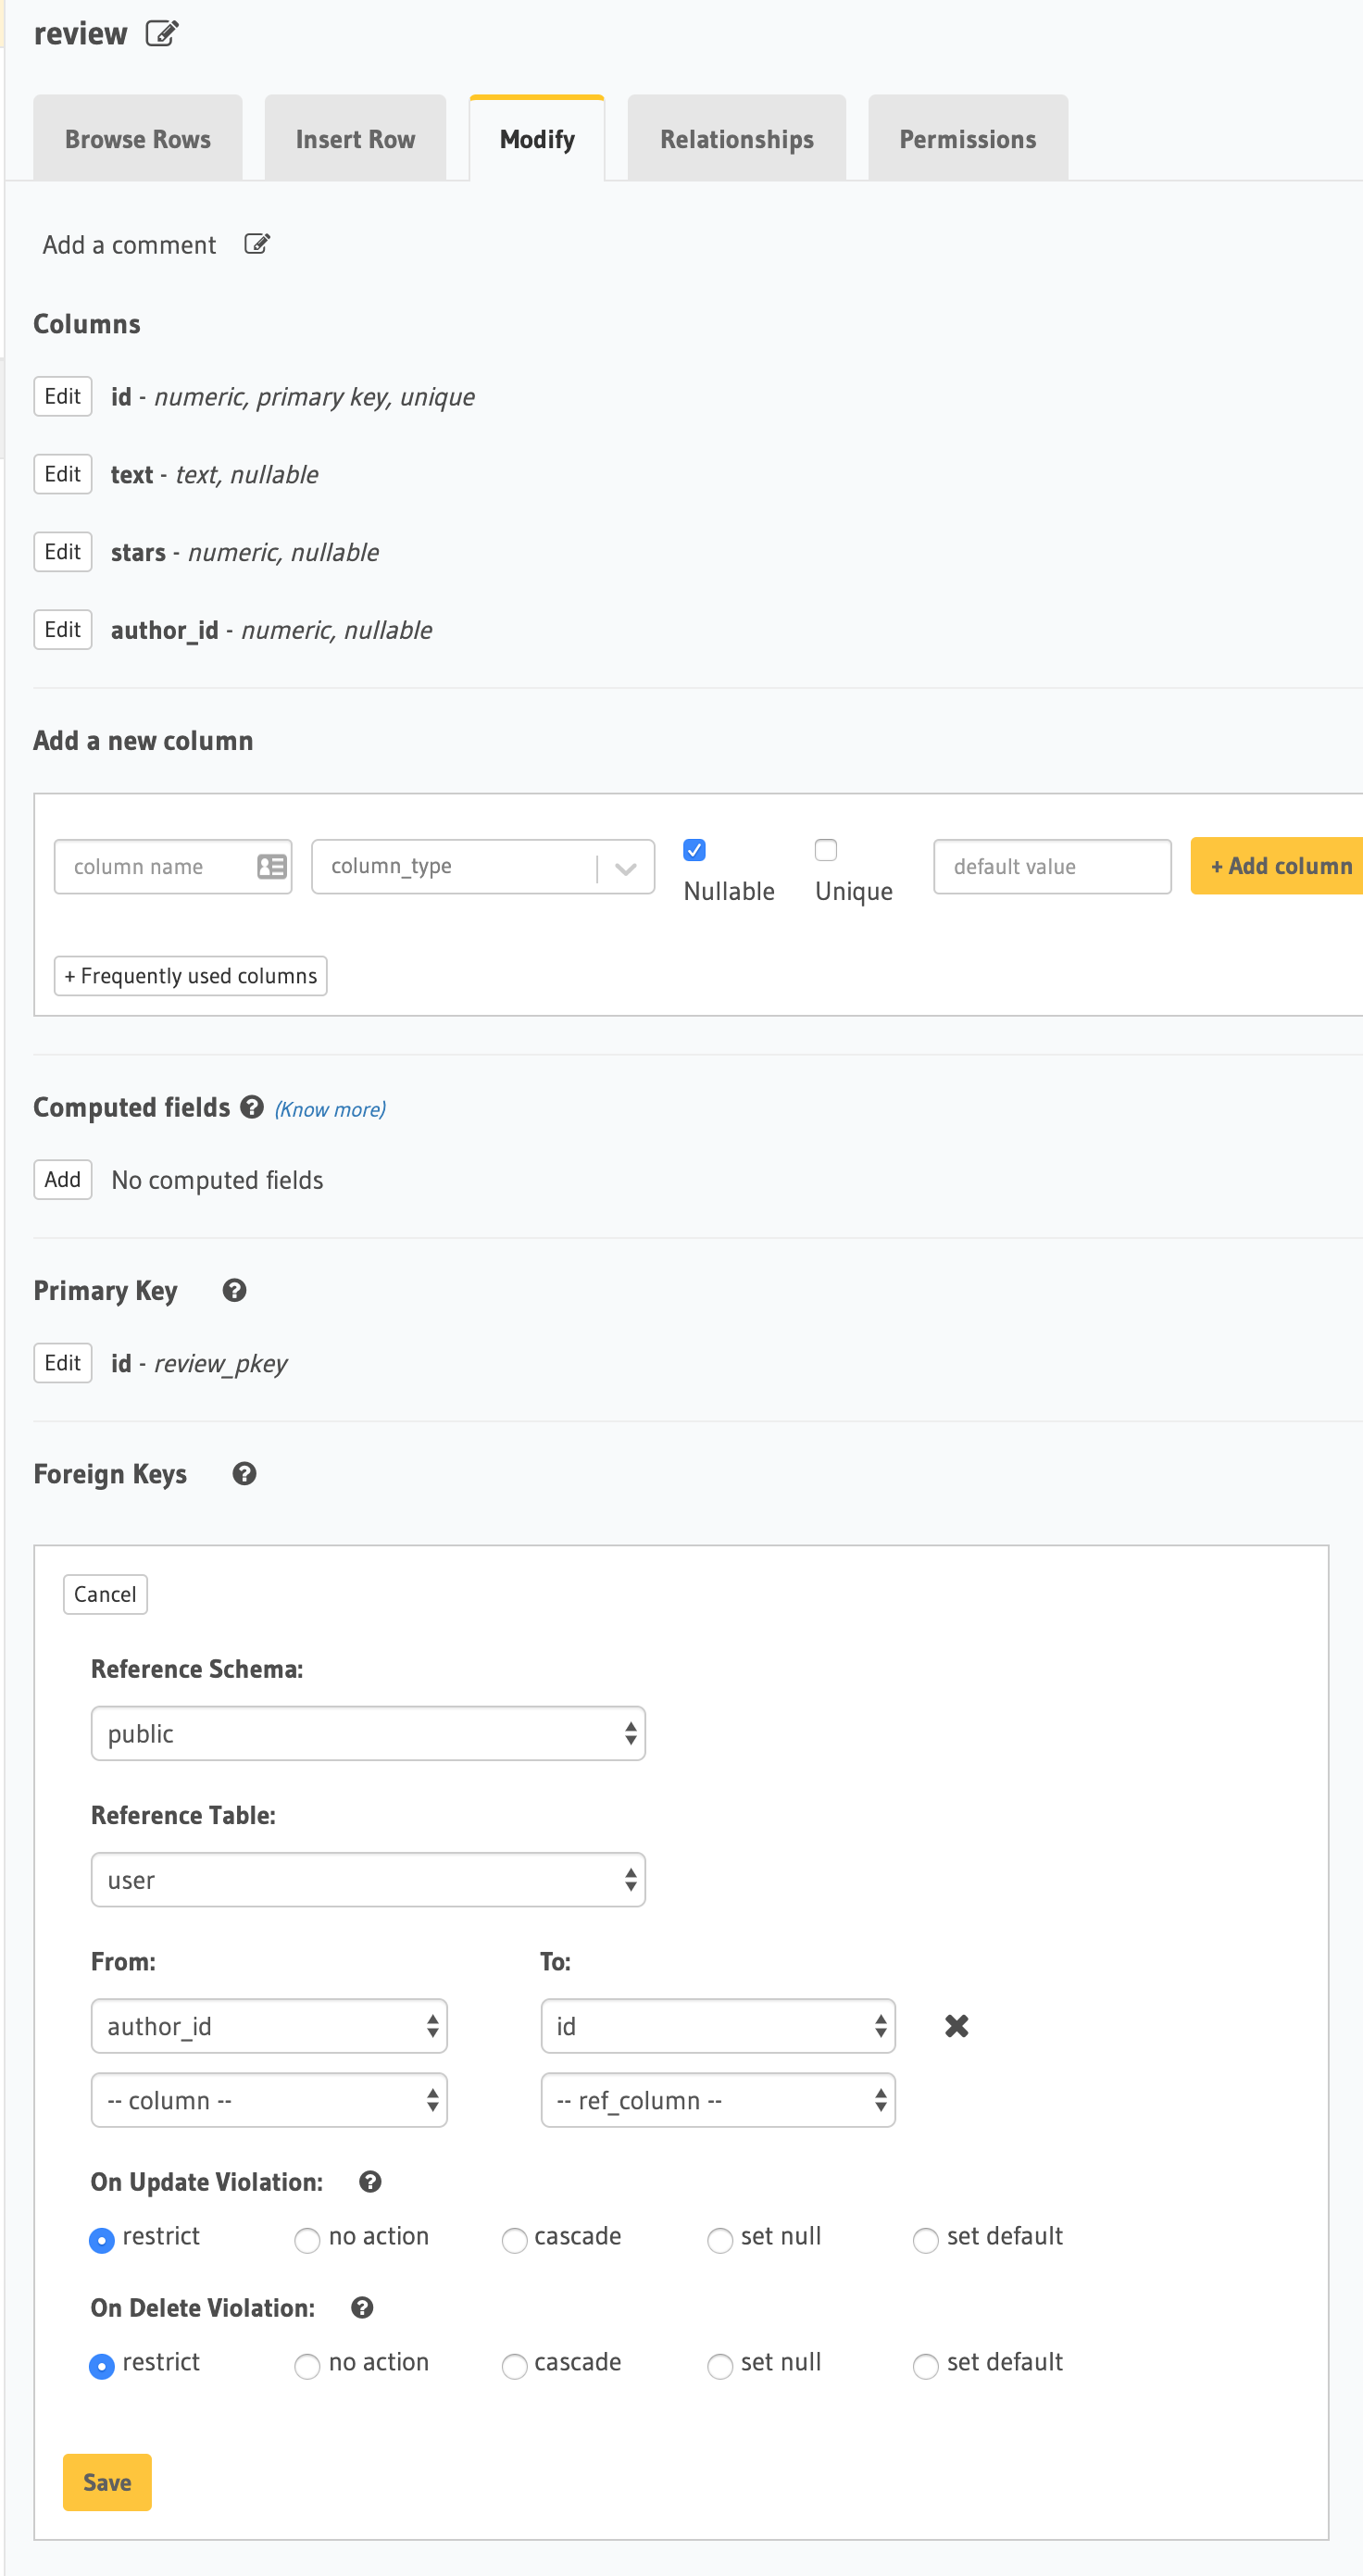 review
Browse Rows Insert Row Modify Relationships Permissions
Add a comment
Columns
Edit id - numeric, primary key, unique
Edit text - text, nullable
Edit stars - numeric, nullable
Edit author_id - numeric, nullable
Add a new column
column name column_type Nullable Unique default value + Add column
+ Frequently used columns
Computed fields (Know more)
Add No computed fields
Primary Key
Edit id - review_pkey
Foreign Keys
Cancel
Reference Schema:
public
Reference Table:
user
From: To:
author_id id
-- column -- -- ref_column --
On Update Violation:
restrict no action cascade set null set default
On Delete Violation:
restrict no action cascade set null set default
Save